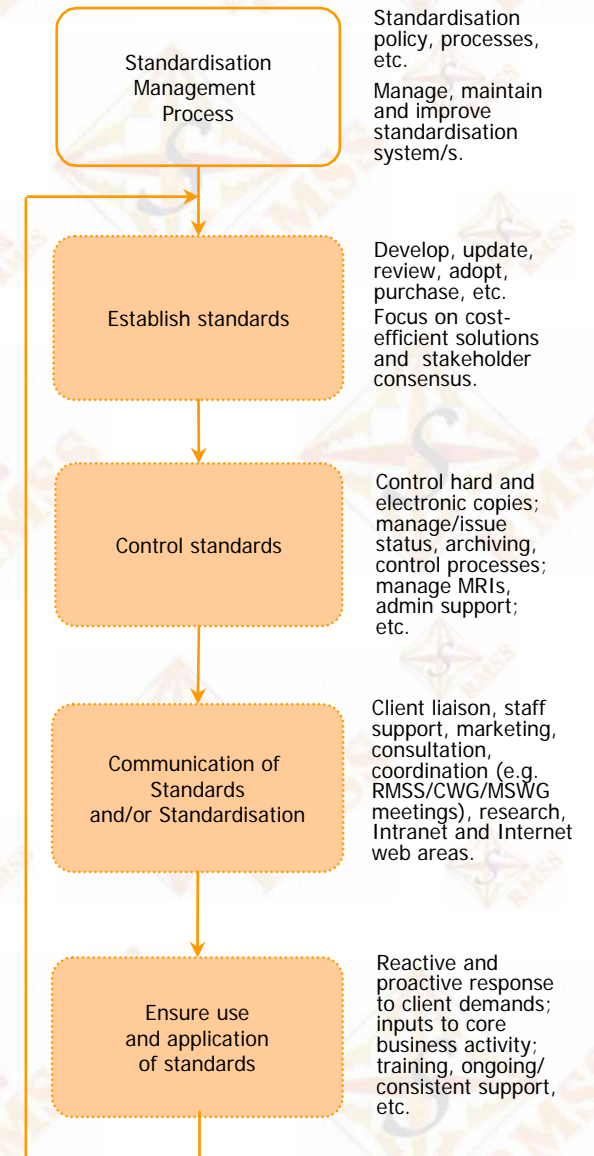 Standardisation
Management
Process
Standardisation
policy, processes,
etc.
Manage, maintain
and improve
standardisation
system/s.
Establish standards
Develop, update,
review, adopt,
purchase, etc.
Focus on cost-
efficient solutions
and stakeholder
consensus.
Control standards
Control hard and
electronic copies;
manage/issue
status, archiving,
control processes;
manage MRIs,
admin support;
etc.
Communication of
Standards
and/or Standardisation
Client liaison, staff
support, marketing,
consultation,
coordination (e.g.
RMSS/CWG/MSWG
meetings), research,
Intranet and Internet
web areas.
Ensure use
and application
of standards
Reactive and
proactive response
to client demands;
inputs to core
business activity;
training, ongoing/
consistent support,
etc.